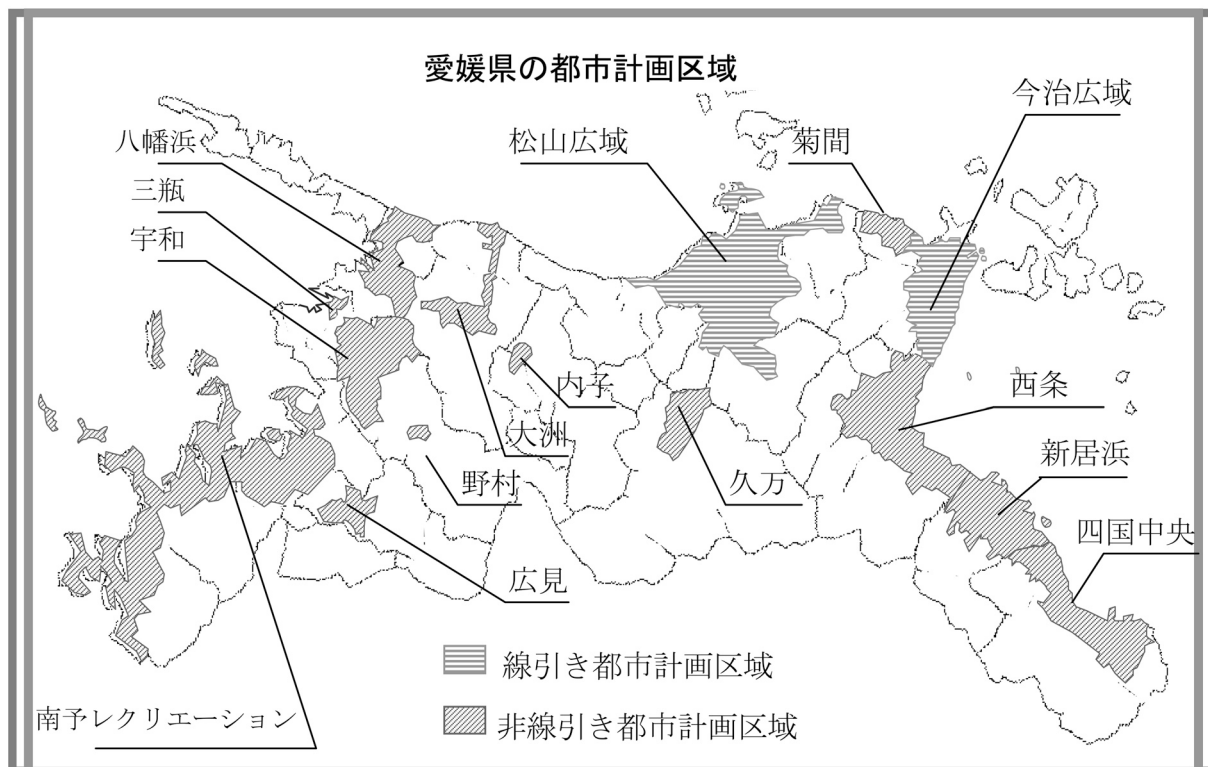 愛媛県の都市計画区域
今治広域
八幡浜
松山広域
菊間
三瓶
宇和
内子
西条
大洲
新居浜
野村
久万
四国中央
広見
線引き都市計画区域
南予レクリエーション
非線引き都市計画区域